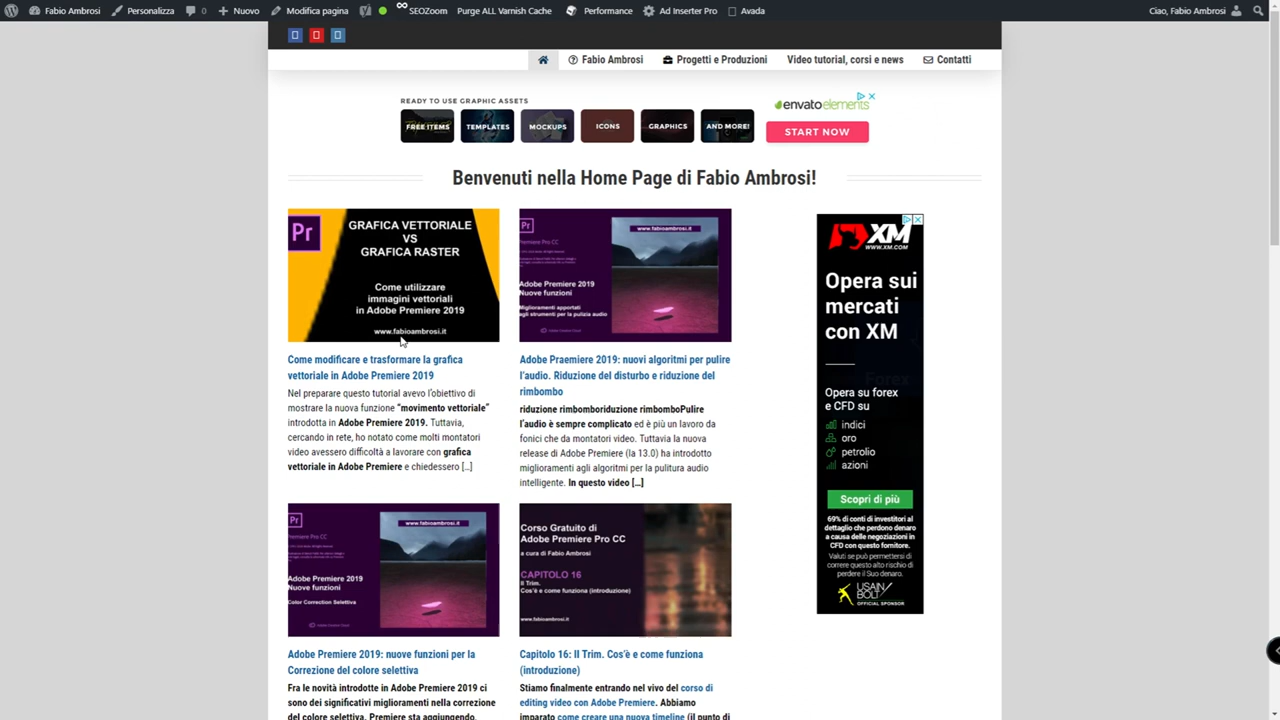 Fabio Ambrosi Personalizza 0 Nuovo Modifica pagina SEOZoom Purge ALL Varnish Cache Performance Ad Inserter Pro Avada Ciao, Fabio Ambrosi
Fabio Ambrosi Progetti e Produzioni Video tutorial, corsi e news Contatti
READY TO USE GRAPHIC ASSETS
FREE ITEMS TEMPLATES MOCKUPS ICONS GRAPHICS AND MORE!
envatoelements
START NOW
Benvenuti nella Home Page di Fabio Ambrosi!
Pr
GRAFICA VETTORIALE
VS
GRAFICA RASTER
Come utilizzare
immagini vettoriali
in Adobe Premiere 2019
www.fabioambrosi.it
Come modificare e trasformare la grafica
vettoriale in Adobe Premiere 2019
Nel preparare questo tutorial avevo l'obiettivo di
mostrare la nuova funzione "movimento vettoriale"
introdotta in Adobe Premiere 2019. Tuttavia,
cercando in rete, ho notato come molti montatori
video avessero difficoltà a lavorare con grafica
vettoriale in Adobe Premiere e chiedessero [...]
Pr
Premiere Pro CC
www.fabioambrosi.it
Adobe Premiere 2019
Nuove funzioni
Miglioramenti apportati
agli strumenti per la pulizia audio
Adobe Praemiere 2019: nuovi algoritmi per pulire
l'audio. Riduzione del disturbo e riduzione del
rimbombo
riduzione rimboboriduzione rimboboPulire
l'audio è sempre complicato ed è più un lavoro da
fonici che da montatori video. Tuttavia la nuova
release di Adobe Premiere (la 13.0) ha introdotto
miglioramenti agli algoritmi per la pulitura audio
intelligente. In questo video [...]
XM
WWW.XM.COM
Opera sui
mercati
con XM
Forex
Opera su forex
e CFD su
indici
oro
petrolio
azioni
Scopri di più
69% di conti di investitori al
dettaglio che perdono denaro
a causa delle negoziazioni in
CFD con questo fornitore.
Valuti se può permettersi di
correre questo alto rischio di
perdere il Suo denaro.
USAIN
BOLT
OFFICIAL SPONSOR
Pr
Premiere Pro CC
www.fabioambrosi.it
Adobe Premiere 2019
Nuove funzioni
Color Correction Selettiva
Adobe Premiere 2019: nuove funzioni per la
Correzione del colore selettiva
Fra le novità introdotte in Adobe Premiere 2019 ci
sono dei significativi miglioramenti nella correzione
del colore selettiva. Premiere sta aggiungendo,
Corso Gratuito di
Adobe Premiere Pro CC
a cura di Fabio Ambrosi
CAPITOLO 16
Il Trim.
Cos'è e come funziona (introduzione)
www.fabioambrosi.it
Capitolo 16: Il Trim. Cos'è e come funziona
(introduzione)
Stiamo finalmente entrando nel vivo del corso di
editing video con Adobe Premiere. Abbiamo
imparato come creare una nuova timeline (il punto di